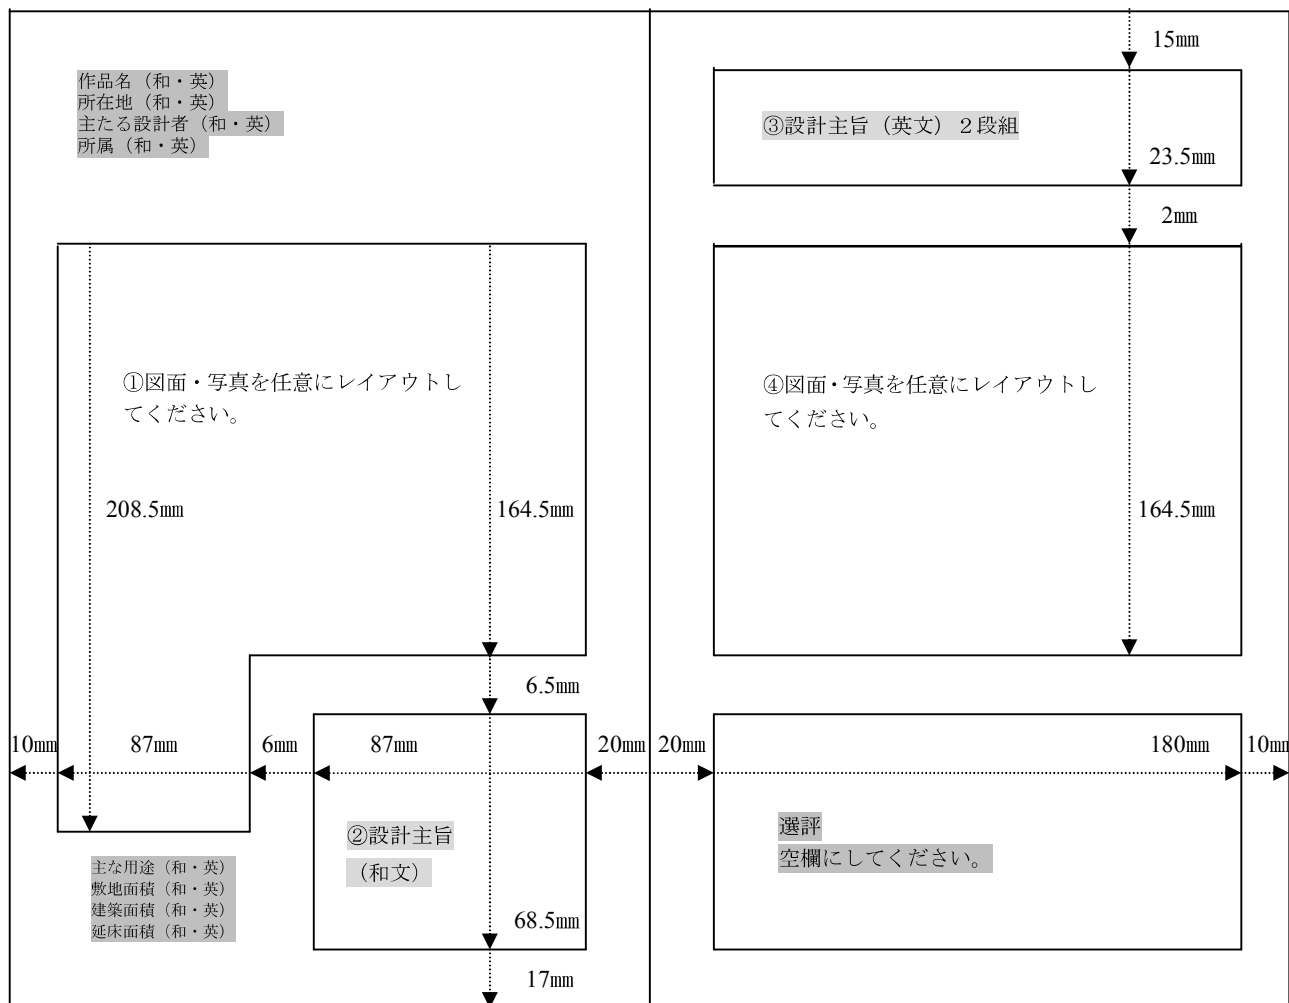 作品名（和・英）
所在地（和・英）
主たる設計者（和・英）
所属（和・英）
①図面・写真を任意にレイアウトし
てください。
208.5㎜
164.5㎜
6.5㎜
10㎜
87㎜
6㎜
87㎜
20㎜
②設計主旨
（和文）
68.5㎜
17㎜
主な用途（和・英）
敷地面積（和・英）
建築面積（和・英）
延床面積（和・英）
15㎜
③設計主旨（英文）２段組
23.5㎜
2㎜
④図面・写真を任意にレイアウトし
てください。
164.5㎜
20㎜
180㎜
10㎜
選評
空欄にしてください。